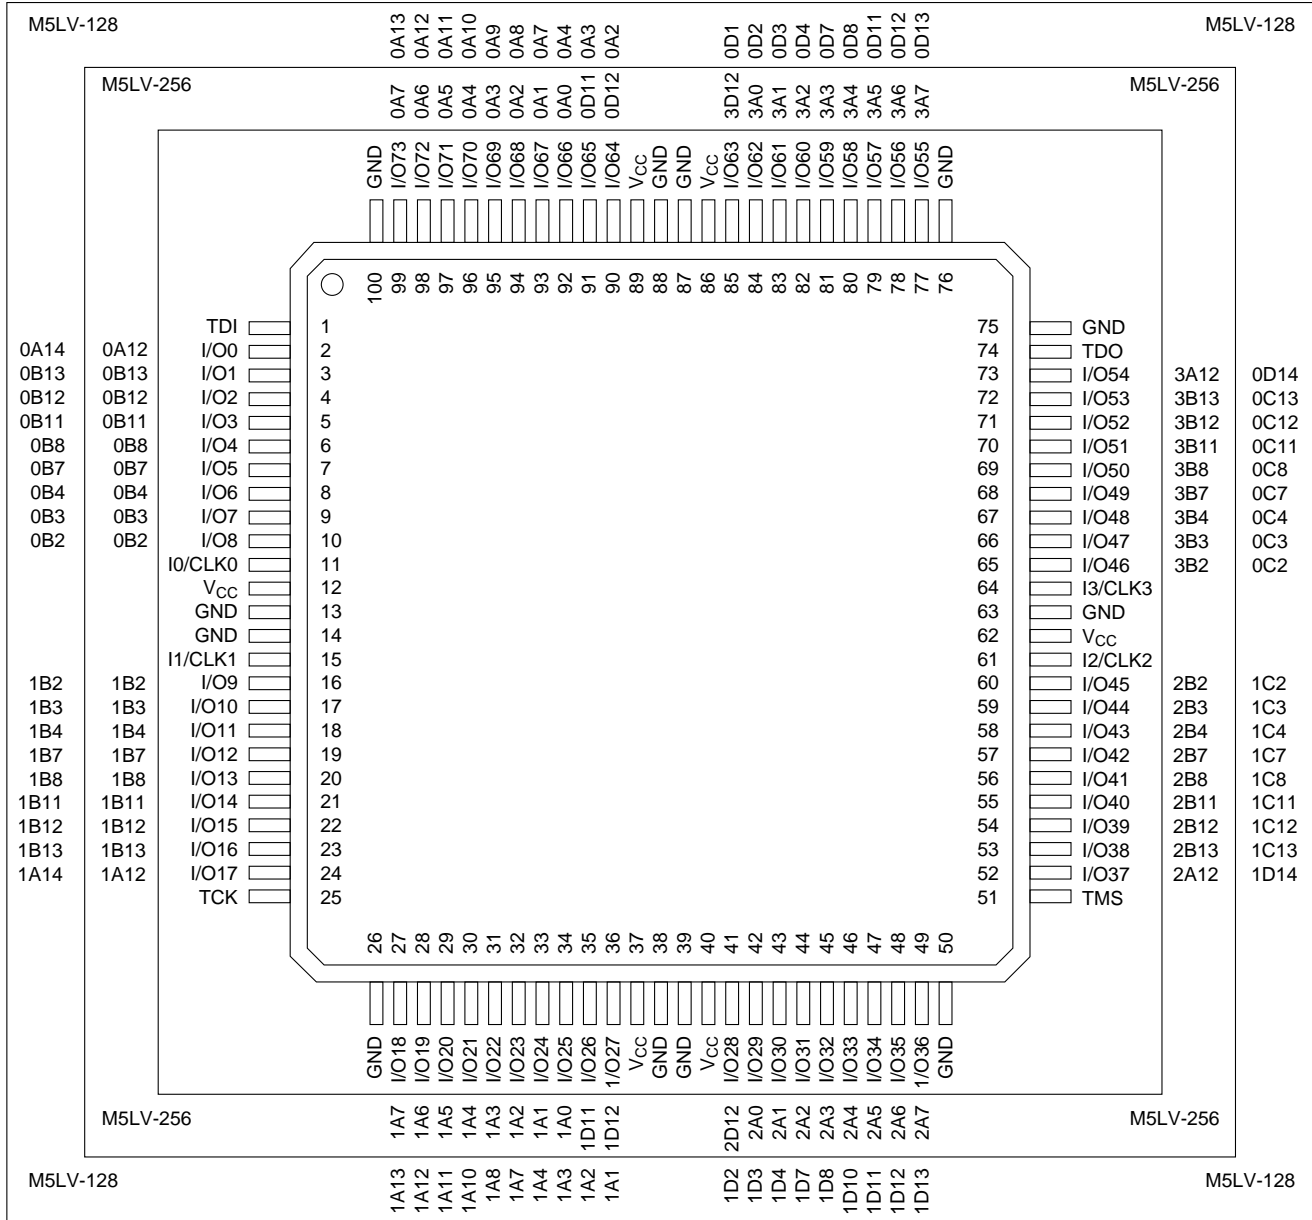 M5LV-128 0A13 0A12 0A11 0A10 0A9 0A8 0A7 0A4 0A3 0A2 0D1 0D2 0D3 0D4 0D7 0D8 0D11 0D12 0D13 M5LV-128
M5LV-256 0A7 0A6 0A5 0A4 0A3 0A2 0A1 0A0 0D11 0D12 3D12 3A0 3A1 3A2 3A3 3A4 3A5 3A6 3A7 M5LV-256
GND I/O73 I/O72 I/O71 I/O70 I/O69 I/O68 I/O67 I/O66 I/O65 I/O64 VCC GND GND VCC I/O63 I/O62 I/O61 I/O60 I/O59 I/O58 I/O57 I/O56 I/O55 GND
100 99 98 97 96 95 94 93 92 91 90 89 88 87 86 85 84 83 82 81 80 79 78 77 76
TDI 1 75 GND
0A14 0A12 I/O0 2 74 TDO
0B13 0B13 I/O1 3 73 I/O54 3A12 0D14
0B12 0B12 I/O2 4 72 I/O53 3B13 0C13
0B11 0B11 I/O3 5 71 I/O52 3B12 0C12
0B8 0B8 I/O4 6 70 I/O51 3B11 0C11
0B7 0B7 I/O5 7 69 I/O50 3B8 0C8
0B4 0B4 I/O6 8 68 I/O49 3B7 0C7
0B3 0B3 I/O7 9 67 I/O48 3B4 0C4
0B2 0B2 I/O8 10 66 I/O47 3B3 0C3
I0/CLK0 11 65 I/O46 3B2 0C2
VCC 12 64 I3/CLK3
GND 13 63 GND
GND 14 62 VCC
I1/CLK1 15 61 I2/CLK2
1B2 1B2 I/O9 16 60 I/O45 2B2 1C2
1B3 1B3 I/O10 17 59 I/O44 2B3 1C3
1B4 1B4 I/O11 18 58 I/O43 2B4 1C4
1B7 1B7 I/O12 19 57 I/O42 2B7 1C7
1B8 1B8 I/O13 20 56 I/O41 2B8 1C8
1B11 1B11 I/O14 21 55 I/O40 2B11 1C11
1B12 1B12 I/O15 22 54 I/O39 2B12 1C12
1B13 1B13 I/O16 23 53 I/O38 2B13 1C13
1A14 1A12 I/O17 24 52 I/O37 2A12 1D14
TCK 25 51 TMS
26 27 28 29 30 31 32 33 34 35 36 37 38 39 40 41 42 43 44 45 46 47 48 49 50
GND I/O18 I/O19 I/O20 I/O21 I/O22 I/O23 I/O24 I/O25 I/O26 1/O27 VCC GND GND VCC I/O28 I/O29 I/O30 I/O31 I/O32 I/O33 I/O34 I/O35 1/O36 GND
M5LV-256 1A7 1A6 1A5 1A4 1A3 1A2 1A1 1A0 1D11 1D12 2D12 2A0 2A1 2A2 2A3 2A4 2A5 2A6 2A7 M5LV-256
M5LV-128 1A13 1A12 1A11 1A10 1A8 1A7 1A4 1A3 1A2 1A1 1D2 1D3 1D4 1D7 1D8 1D10 1D11 1D12 1D13 M5LV-128